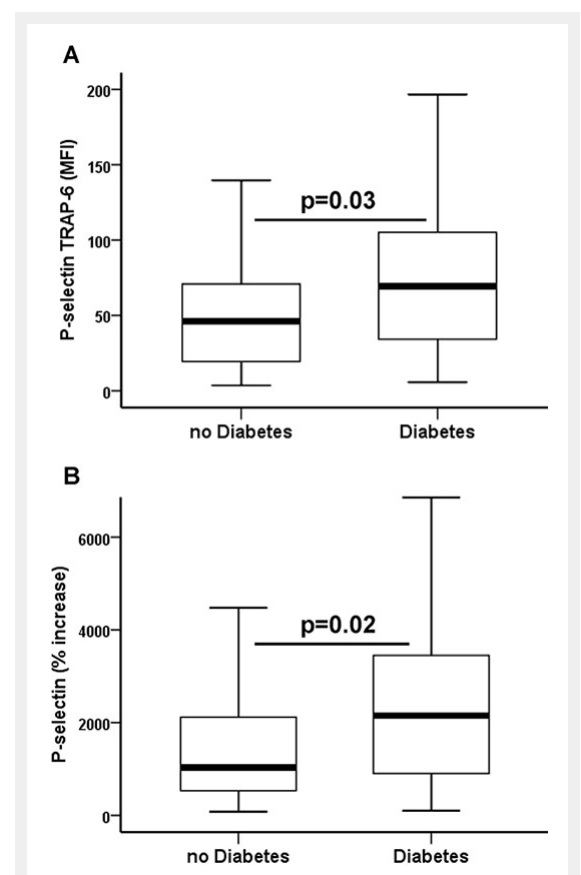 A
P-selectin TRAP-6 (MFI)
200
150
100
50
0
p=0.03
no Diabetes Diabetes
B
P-selectin (% increase)
6000
4000
2000
0
p=0.02
no Diabetes Diabetes